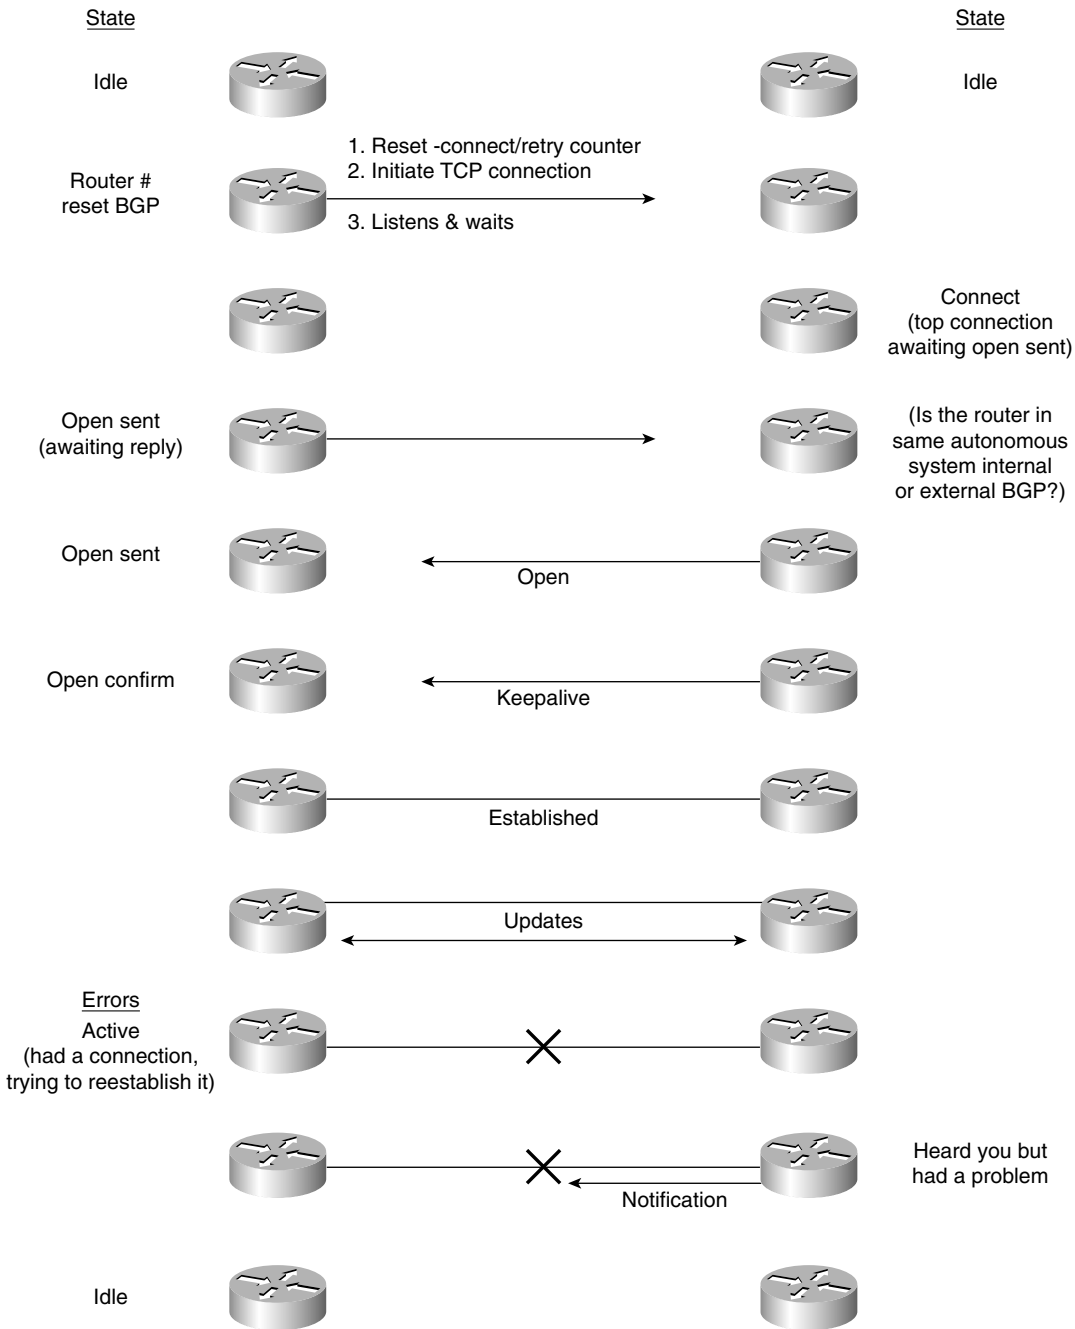 State
State
Idle
Idle
1. Reset -connect/retry counter
2. Initiate TCP connection
Router #
reset BGP
3. Listens & waits
Connect
(top connection
awaiting open sent)
Open sent
(awaiting reply)
(Is the router in
same autonomous
system internal
or external BGP?)
Open sent
Open
Open confirm
Keepalive
Established
Updates
Errors
Active
(had a connection,
trying to reestablish it)
Heard you but
had a problem
Notification
Idle